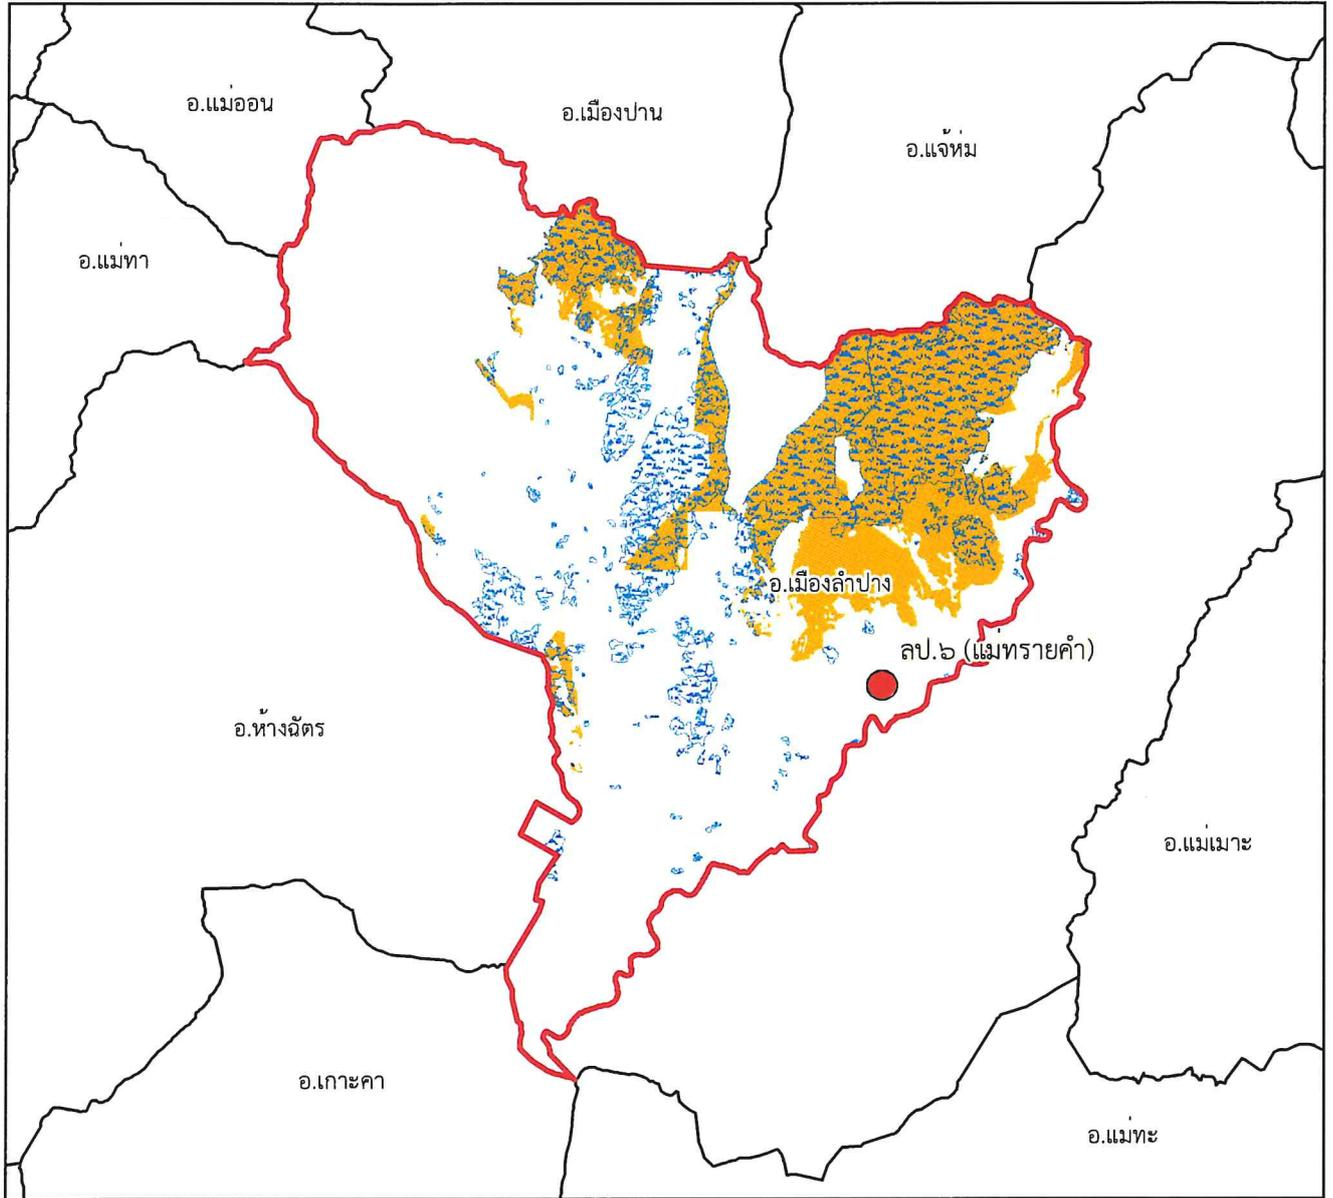 อ.แม่ออน
อ.เมืองปาน
อ.แจ้ห่ม
อ.แม่ทา
อ.เมืองลำปาง
ลป.๖ (แม่ทรายคำ)
อ.ห้างฉัตร
อ.แม่เมาะ
อ.เกาะคา
อ.แม่ทะ